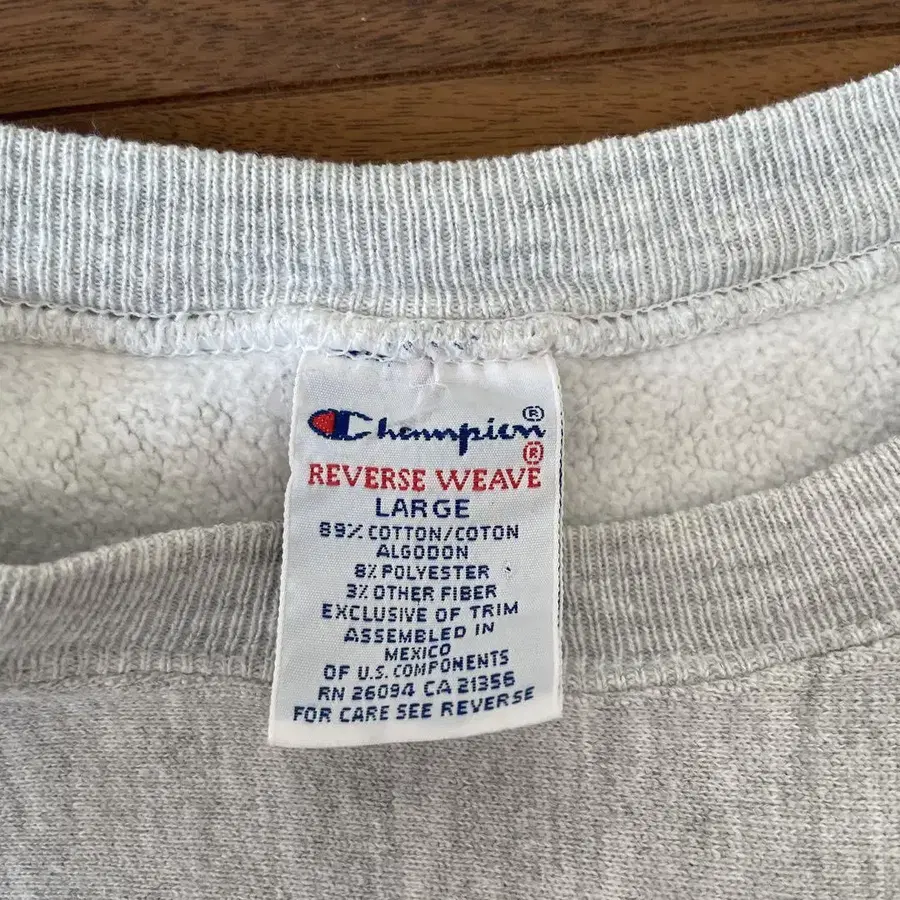 Champion®
REVERSE WEAVE®
LARGE
89% COTTON/COTON
ALGODON
8% POLYESTER
3% OTHER FIBER
EXCLUSIVE OF TRIM
ASSEMBLED IN
MEXICO
OF U.S. COMPONENTS
RN 26094 CA 21356
FOR CARE SEE REVERSE